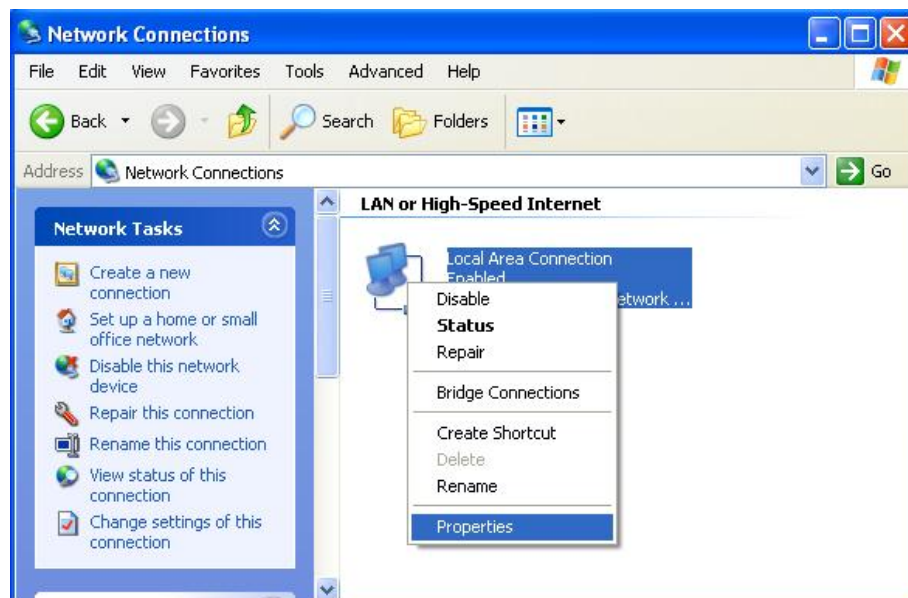 Network Connections
File Edit View Favorites Tools Advanced Help
Back Search Folders
Address Network Connections Go
Network Tasks
Create a new
connection
Set up a home or small
office network
Disable this network
device
Repair this connection
Rename this connection
View status of this
connection
Change settings of this
connection
LAN or High-Speed Internet
Local Area Connection
Enabled
etwork ...
Disable
Status
Repair
Bridge Connections
Create Shortcut
Delete
Rename
Properties